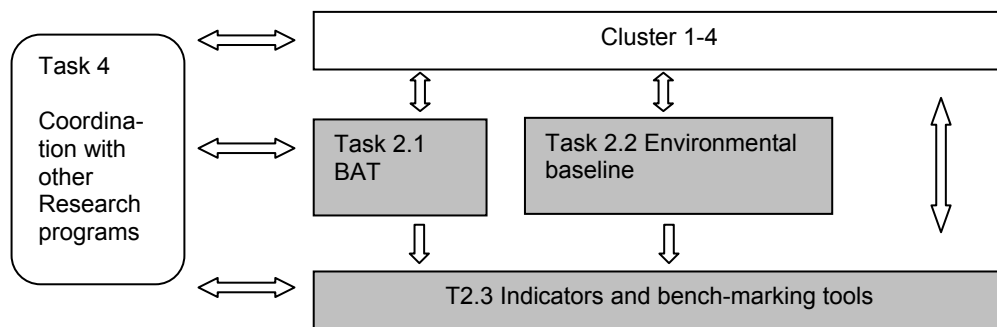 Cluster 1-4
Task 4
Coordina-
tion with
other
Research
programs
Task 2.1
BAT
Task 2.2 Environmental
baseline
T2.3 Indicators and bench-marking tools